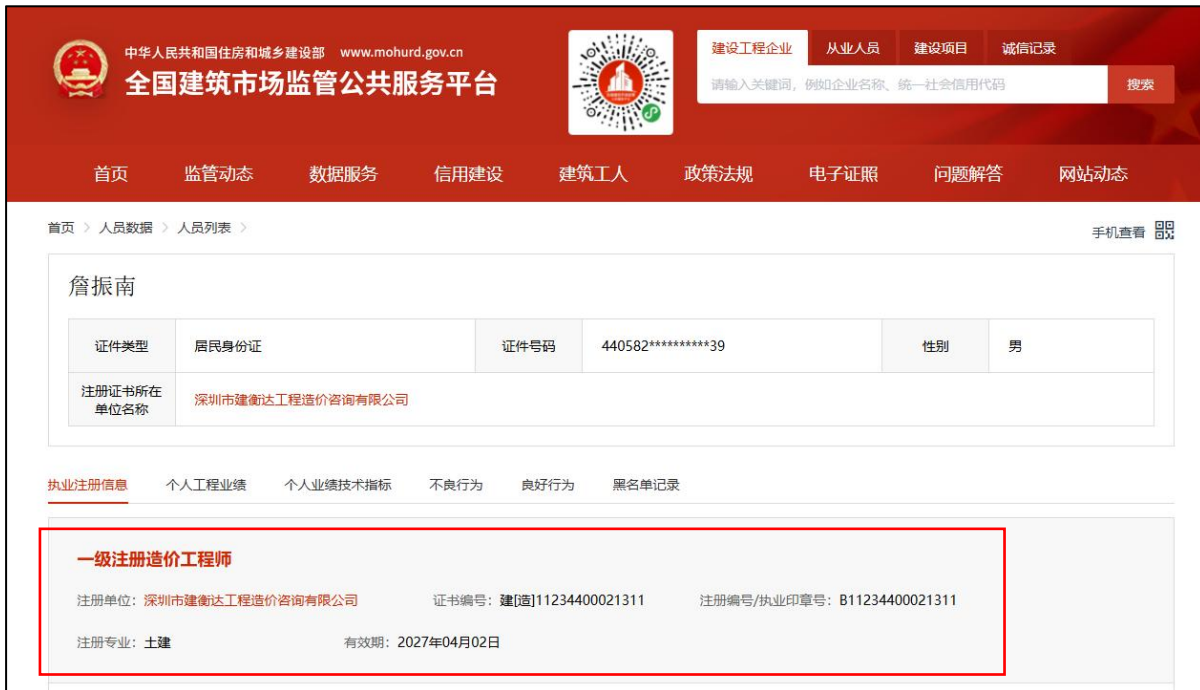 中华人民共和国住房和城乡建设部 www.mohurd.gov.cn
全国建筑市场监管公共服务平台
建设工程企业 从业人员 建设项目 诚信记录
请输入关键词，例如企业名称、统一社会信用代码 搜索
首页 监管动态 数据服务 信用建设 建筑工人 政策法规 电子证照 问题解答 网站动态
首页 > 人员数据 > 人员列表 >
手机查看
詹振南
证件类型 居民身份证 证件号码 440582**********39 性别 男
注册证书所在
单位名称
深圳市建衡达工程造价咨询有限公司
执业注册信息 个人工程业绩 个人业绩技术指标 不良行为 良好行为 黑名单记录
一级注册造价工程师
注册单位：深圳市建衡达工程造价咨询有限公司 证书编号：建[造]11234400021311 注册编号/执业印章号：B11234400021311
注册专业：土建 有效期：2027年04月02日